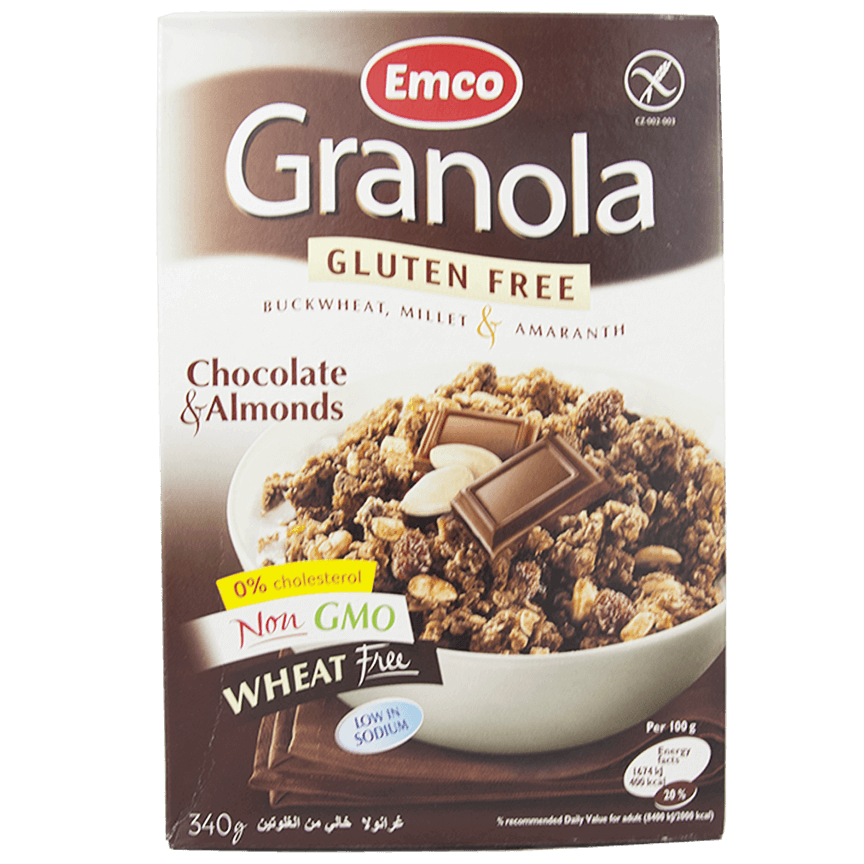 Emco
CZ-003-003
Granola
GLUTEN FREE
BUCKWHEAT, MILLET & AMARANTH
Chocolate
& Almonds
0% cholesterol
Non GMO
WHEAT Free
LOW IN
SODIUM
Per 100 g
Energy
facts
1674 kJ
400 kcal
20 %
340g غرانولا خالي من الغلوتين
% recommended Daily Value for adult (8400 kJ/2000 kcal)